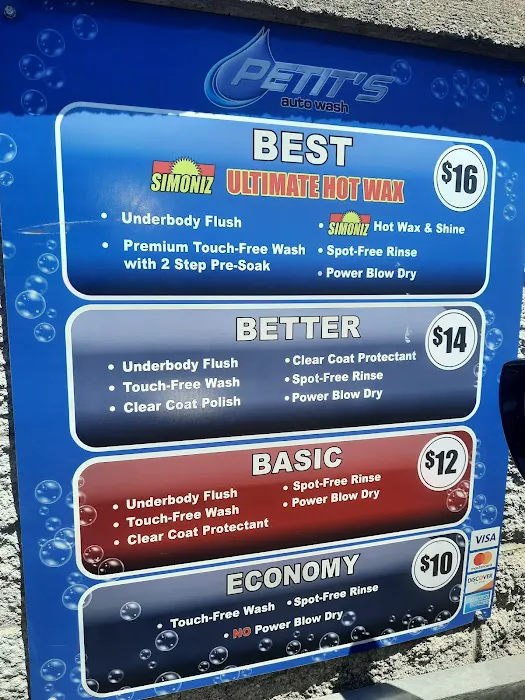 PETIT'S
auto wash
BEST
$16
SIMONIZ ULTIMATE HOT WAX
• Underbody Flush
• Premium Touch-Free Wash
with 2 Step Pre-Soak
• SIMONIZ Hot Wax & Shine
• Spot-Free Rinse
• Power Blow Dry
BETTER
$14
• Underbody Flush
• Touch-Free Wash
• Clear Coat Polish
• Clear Coat Protectant
• Spot-Free Rinse
• Power Blow Dry
BASIC
$12
• Underbody Flush
• Touch-Free Wash
• Clear Coat Protectant
• Spot-Free Rinse
• Power Blow Dry
ECONOMY
$10
• Touch-Free Wash • Spot-Free Rinse
• NO Power Blow Dry
VISA
mastercard
DISCOVER